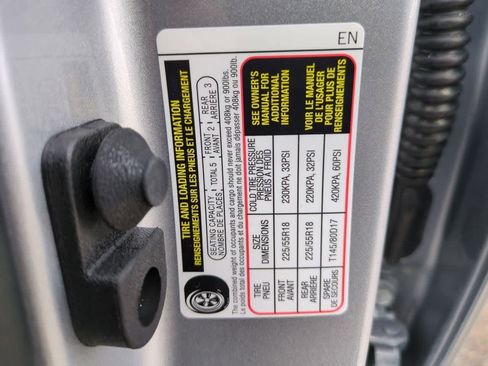 EN
TIRE AND LOADING INFORMATION
RENSEIGNEMENTS SUR LES PNEUS ET LE CHARGEMENT
SEATING CAPACITY TOTAL 5 FRONT 2 REAR 3
NOMBRE DE PLACES AVANT 2 ARRIÈRE 3
The combined weight of occupants and cargo should never exceed 408kg or 900lbs.
Le poids total des occupants et du chargement ne doit jamais dépasser 408kg ou 900lb.
TIRE SIZE COLD TIRE PRESSURE
PNEU DIMENSIONS PRESSION DES PNEUS À FROID
FRONT 225/55R18 230KPA, 33PSI
AVANT
REAR 225/55R18 220KPA, 32PSI
ARRIÈRE
SPARE T145/80D17 420KPA, 60PSI
DE SECOURS
SEE OWNER'S
MANUAL FOR
ADDITIONAL
INFORMATION
VOIR LE MANUEL
DE L'USAGER
POUR PLUS DE
RENSEIGNEMENTS